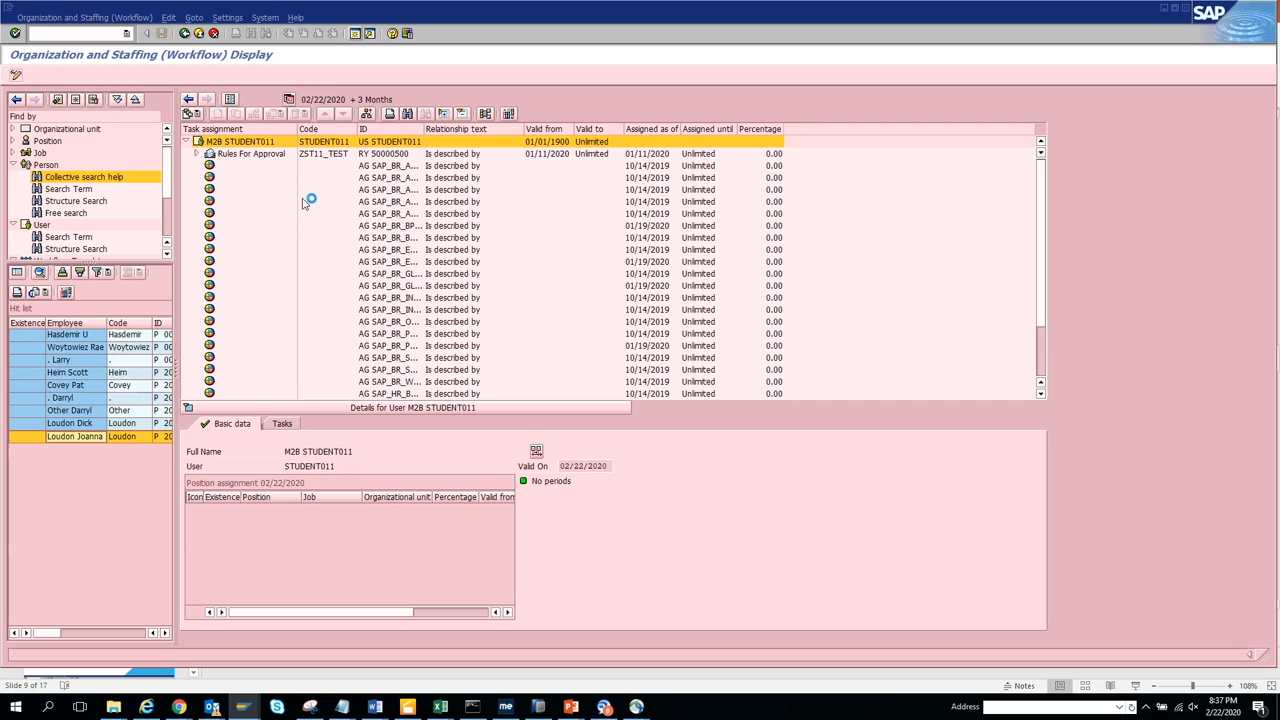 Organization and Staffing (Workflow) Edit Goto Settings System Help
SAP
Organization and Staffing (Workflow) Display
02/22/2020 + 3 Months
Find by
Organizational unit
Position
Job
Person
Collective search help
Search Term
Structure Search
Free search
User
Search Term
Structure Search
Hit list
Existence Employee Code ID
Hasdemir U Hasdemir P 00
Woytowiez Rae Woytowiez P 00
. Larry . P 00
Heim Scott Heim P 20
Covey Pat Covey P 20
. Darryl . P 20
Other Darryl Other P 20
Loudon Dick Loudon P 20
Loudon Joanna Loudon P 20
Task assignment Code ID Relationship text Valid from Valid to Assigned as of Assigned until Percentage
M2B STUDENT011 STUDENT011 US STUDENT011 01/01/1900 Unlimited
Rules For Approval ZST11_TEST RY 50000500 Is described by 01/11/2020 Unlimited 01/11/2020 Unlimited 0.00
AG SAP_BR_A... Is described by 10/14/2019 Unlimited 0.00
AG SAP_BR_A... Is described by 10/14/2019 Unlimited 0.00
AG SAP_BR_A... Is described by 10/14/2019 Unlimited 0.00
AG SAP_BR_A... Is described by 10/14/2019 Unlimited 0.00
AG SAP_BR_A... Is described by 10/14/2019 Unlimited 0.00
AG SAP_BR_BP... Is described by 01/19/2020 Unlimited 0.00
AG SAP_BR_B... Is described by 10/14/2019 Unlimited 0.00
AG SAP_BR_E... Is described by 10/14/2019 Unlimited 0.00
AG SAP_BR_E... Is described by 01/19/2020 Unlimited 0.00
AG SAP_BR_GL... Is described by 10/14/2019 Unlimited 0.00
AG SAP_BR_GL... Is described by 01/19/2020 Unlimited 0.00
AG SAP_BR_IN... Is described by 10/14/2019 Unlimited 0.00
AG SAP_BR_IN... Is described by 10/14/2019 Unlimited 0.00
AG SAP_BR_O... Is described by 10/14/2019 Unlimited 0.00
AG SAP_BR_P... Is described by 10/14/2019 Unlimited 0.00
AG SAP_BR_P... Is described by 01/19/2020 Unlimited 0.00
AG SAP_BR_S... Is described by 10/14/2019 Unlimited 0.00
AG SAP_BR_S... Is described by 10/14/2019 Unlimited 0.00
AG SAP_BR_W... Is described by 10/14/2019 Unlimited 0.00
AG SAP_HR_B... Is described by 10/14/2019 Unlimited 0.00
Details for User M2B STUDENT011
Basic data Tasks
Full Name M2B STUDENT011
User STUDENT011 Valid On 02/22/2020
Position assignment 02/22/2020 No periods
Icon Existence Position Job Organizational unit Percentage Valid from
Slide 9 of 17 Notes 108%
Address 8:37 PM
2/22/2020